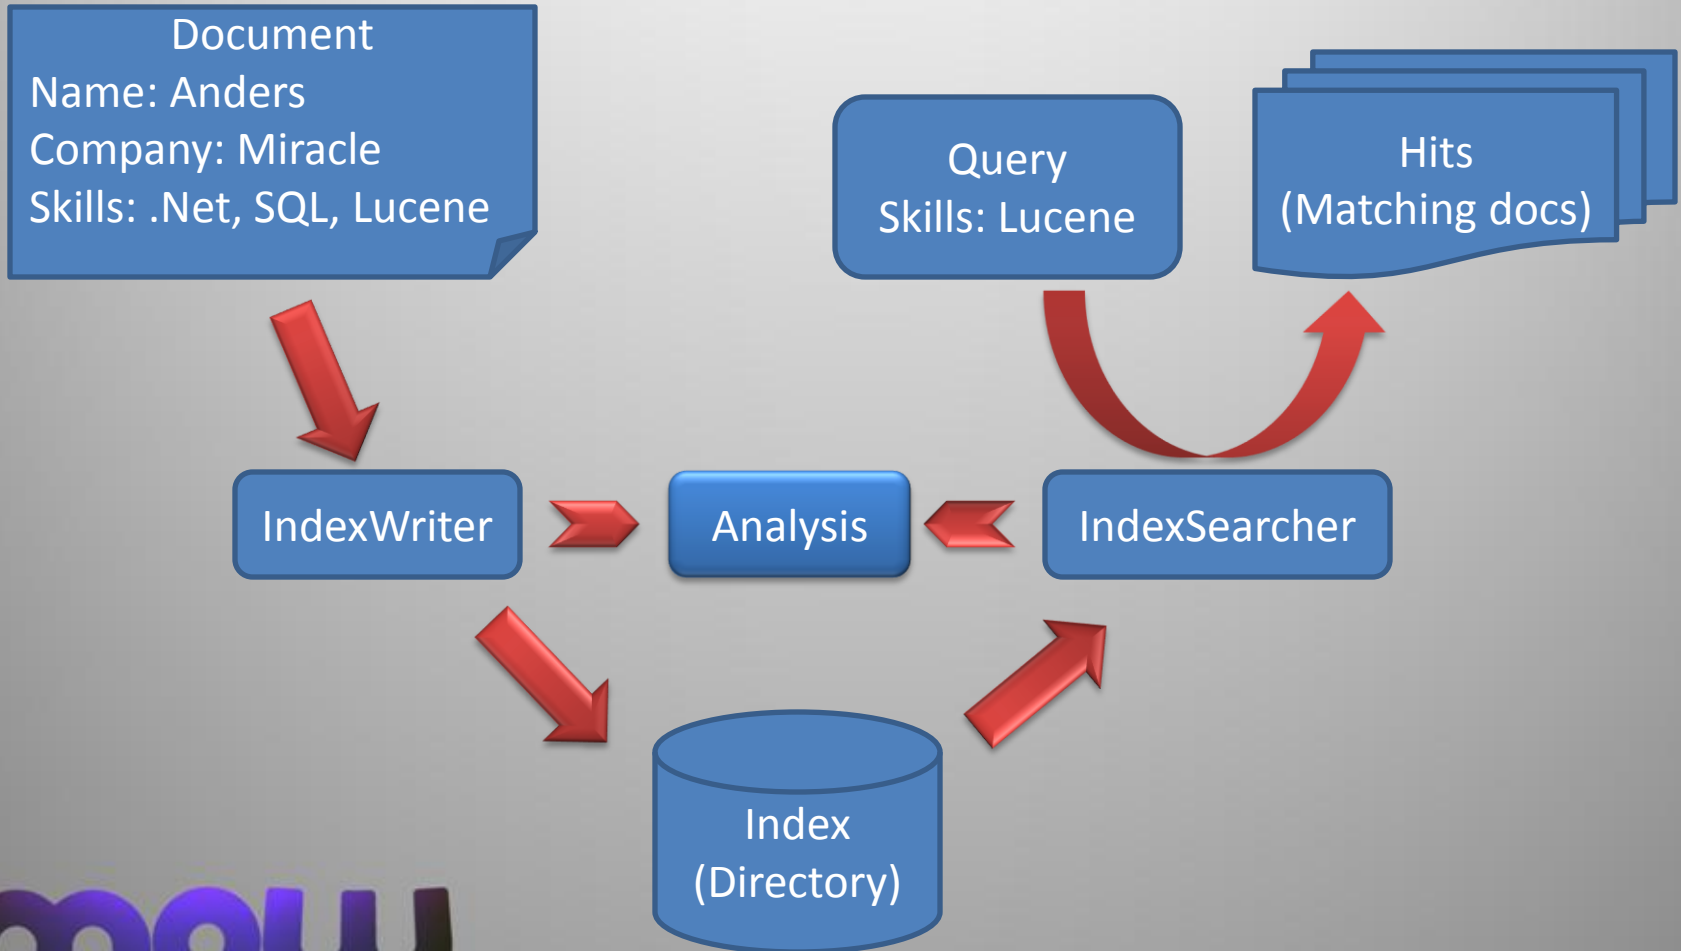 Document
Name: Anders
Company: Miracle
Skills: .Net, SQL, Lucene
Query
Skills: Lucene
Hits
(Matching docs)
IndexWriter
Analysis
IndexSearcher
Index
(Directory)